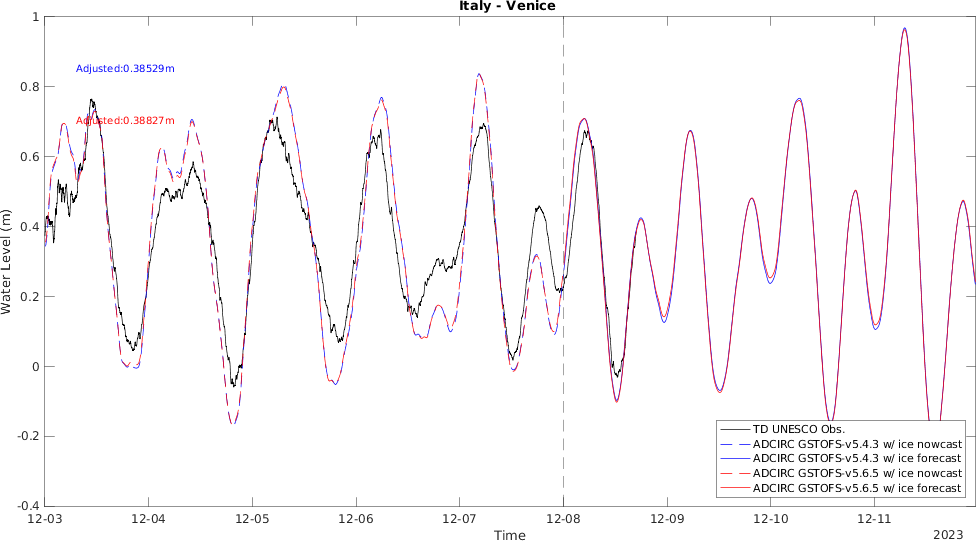 Italy - Venice
Adjusted:0.38529m
Adjusted:0.38827m
Water Level (m)
1
0.8
0.6
0.4
0.2
0
-0.2
-0.4
TD UNESCO Obs.
ADCIRC GSTOFS-v5.4.3 w/ ice nowcast
ADCIRC GSTOFS-v5.4.3 w/ ice forecast
ADCIRC GSTOFS-v5.6.5 w/ ice nowcast
ADCIRC GSTOFS-v5.6.5 w/ ice forecast
12-03 12-04 12-05 12-06 12-07 12-08 12-09 12-10 12-11
Time
2023